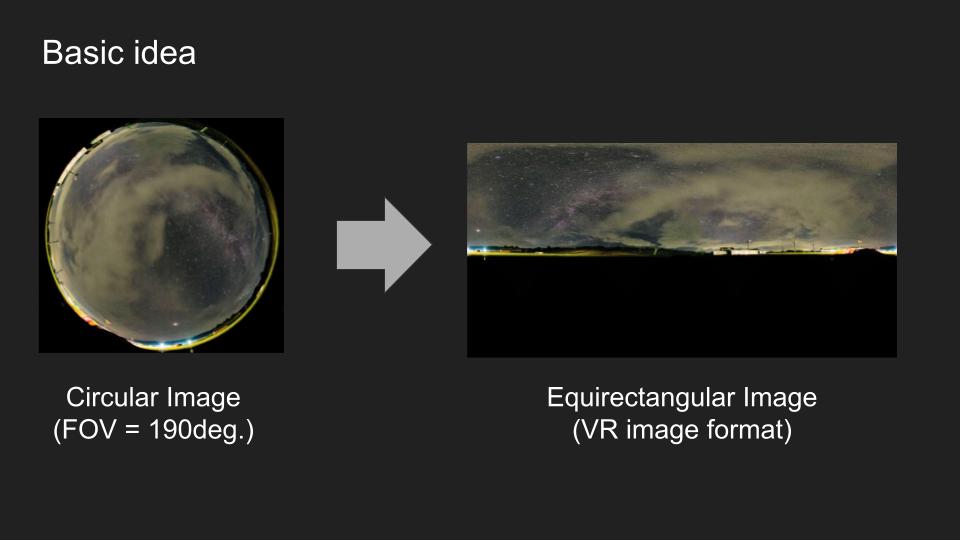 Basic idea
Circular Image
(FOV = 190deg.)
Equirectangular Image
(VR image format)